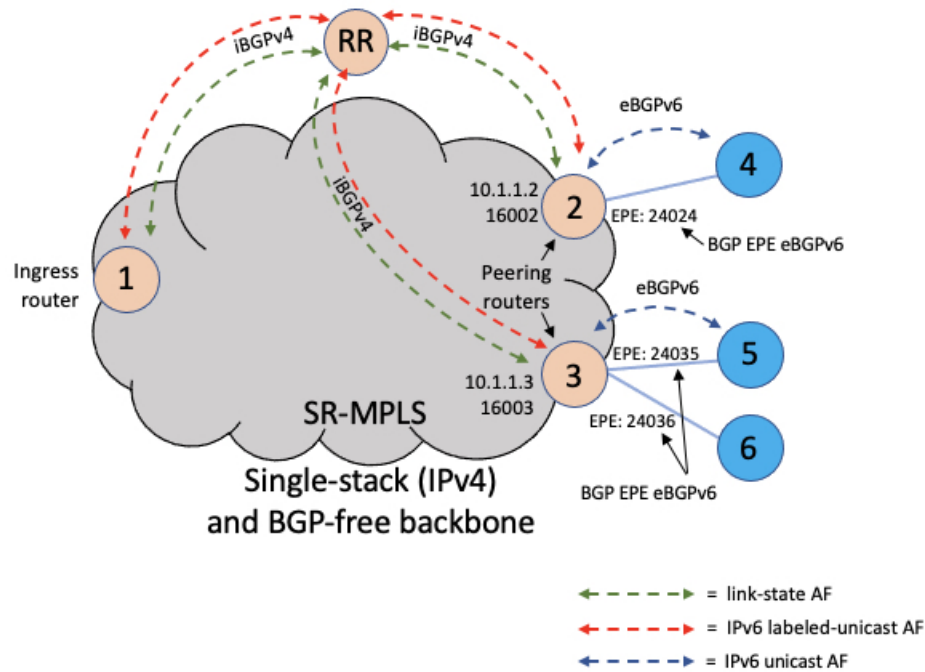 iBGPv4
RR
iBGPv4
eBGPv6
4
10.1.1.2
16002
2
EPE: 24024
BGP EPE eBGPv6
iBGPv4
Ingress
router
1
Peering
routers
eBGPv6
EPE: 24035
5
10.1.1.3
16003
3
EPE: 24036
6
SR-MPLS
BGP EPE eBGPv6
Single-stack (IPv4)
and BGP-free backbone
= link-state AF
= IPv6 labeled-unicast AF
= IPv6 unicast AF